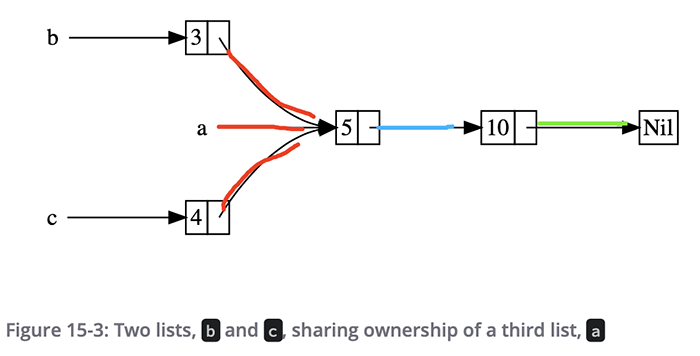 b 3
a 5 10 Nil
c 4
Figure 15-3: Two lists, b and c, sharing ownership of a third list, a